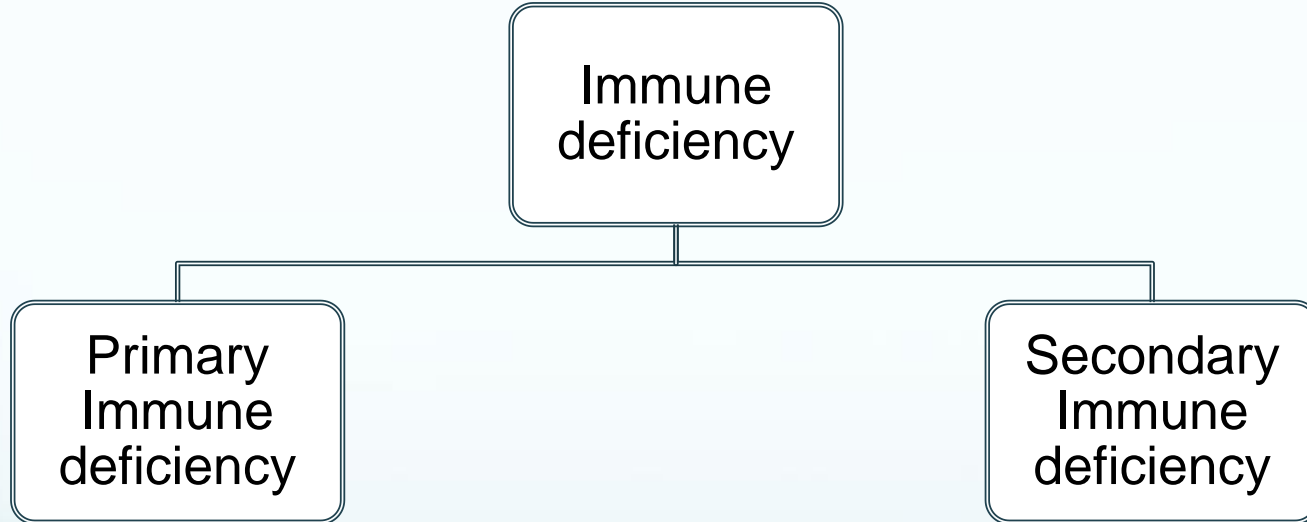 Immune
deficiency
Primary
Immune
deficiency
Secondary
Immune
deficiency